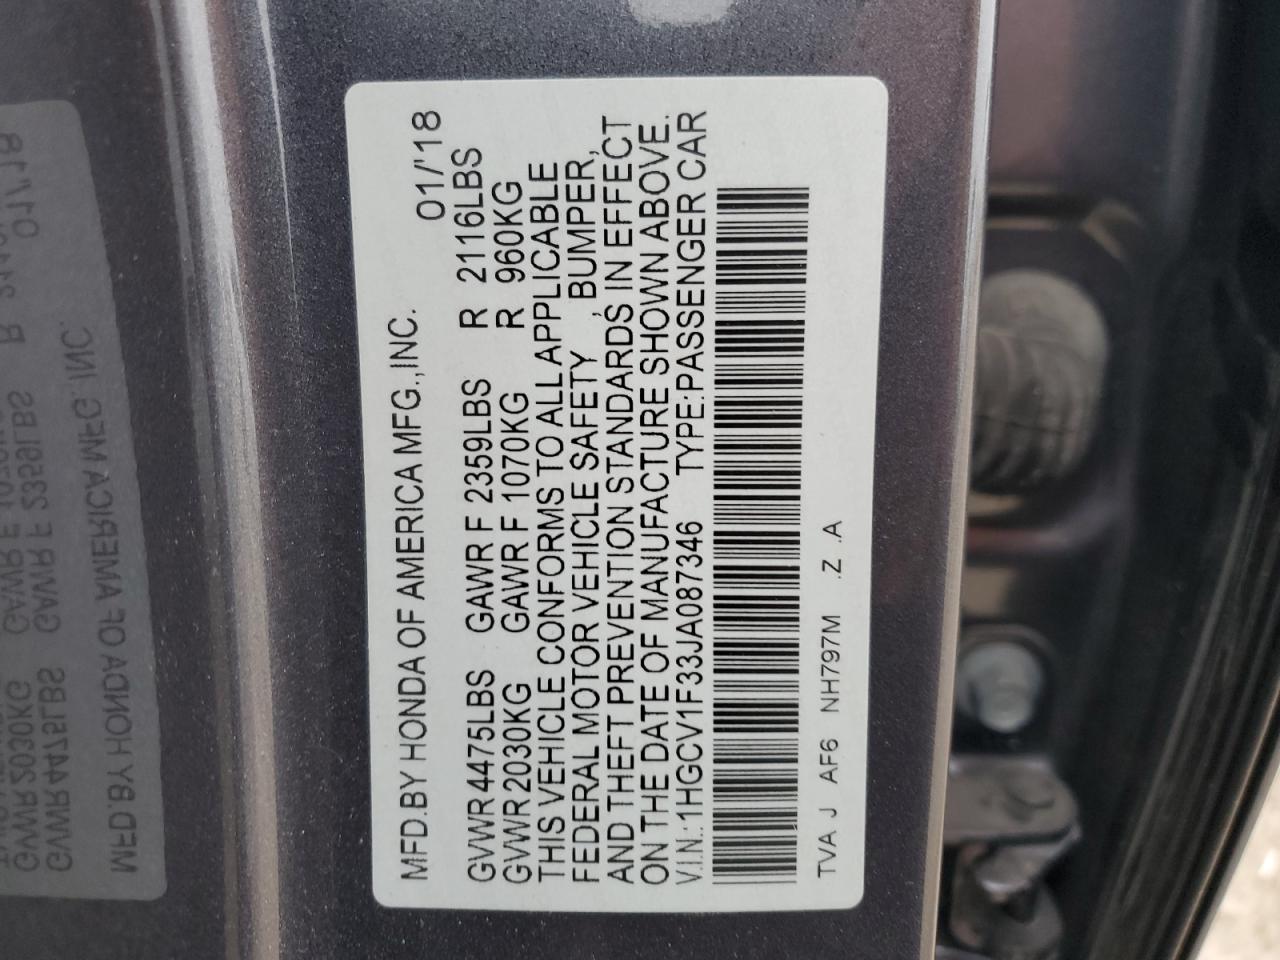 MFD.BY HONDA OF AMERICA MFG.,INC. 01/'18
GVWR 4475LBS GAWR F 2359LBS R 2116LBS
GVWR 2030KG GAWR F 1070KG R 960KG
THIS VEHICLE CONFORMS TO ALL APPLICABLE
FEDERAL MOTOR VEHICLE SAFETY, BUMPER,
AND THEFT PREVENTION STANDARDS, IN EFFECT
ON THE DATE OF MANUFACTURE SHOWN ABOVE.
V.I.N.:1HGCV1F33JA087346 TYPE:PASSENGER CAR
TVA J AF6 NH797M .Z .A